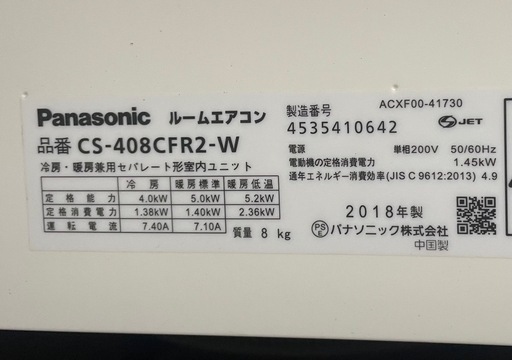 Panasonic ルームエアコン
品番 CS-408CFR2-W
冷房・暖房兼用セパレート形室内ユニット
冷 房 暖房標準 暖房低温
定 格 能 力 4.0kW 5.0kW 5.2kW
定格消費電力 1.38kW 1.40kW 2.36kW
運 転 電 流 7.40A 7.10A
質量 8 kg
ACXF00-41730
製造番号
4535410642
JET
電源 単相200V 50/60Hz
電動機の定格消費電力 1.45kW
通年エネルギー消費効率(JIS C 9612:2013) 4.9
2018年製
PS E パナソニック株式会社
中国製